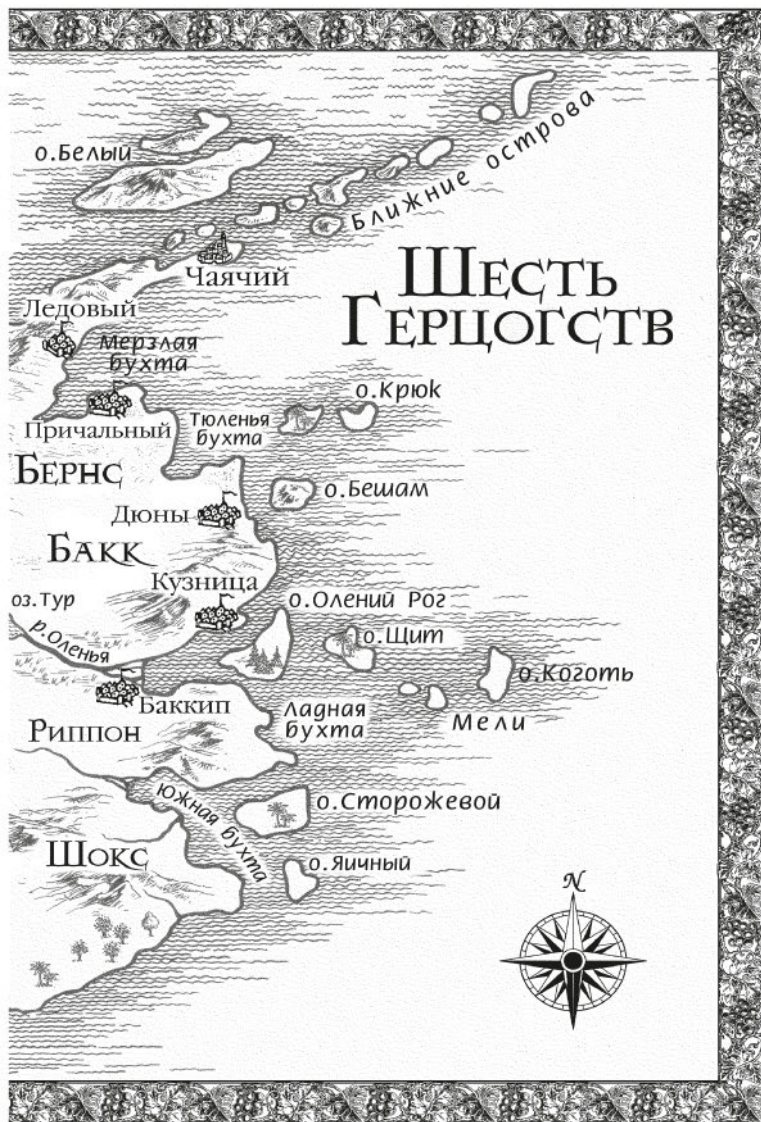 о.Белый
Ближние острова
Чаячий
Шесть
Герцогств
Ледовый
Мерзлая
бухта
о.Крюк
Причальный
Тюленья
бухта
Бернс
о.Бешам
Дюны
Бакк
Кузница
оз.Тур
о.Олений Рог
р.Оленья
о.Щит
о.Коготь
Баккип
Ладная
бухта
Мели
Риппон
Южная бухта
о.Сторожевой
Шокс
о.Яичный
N